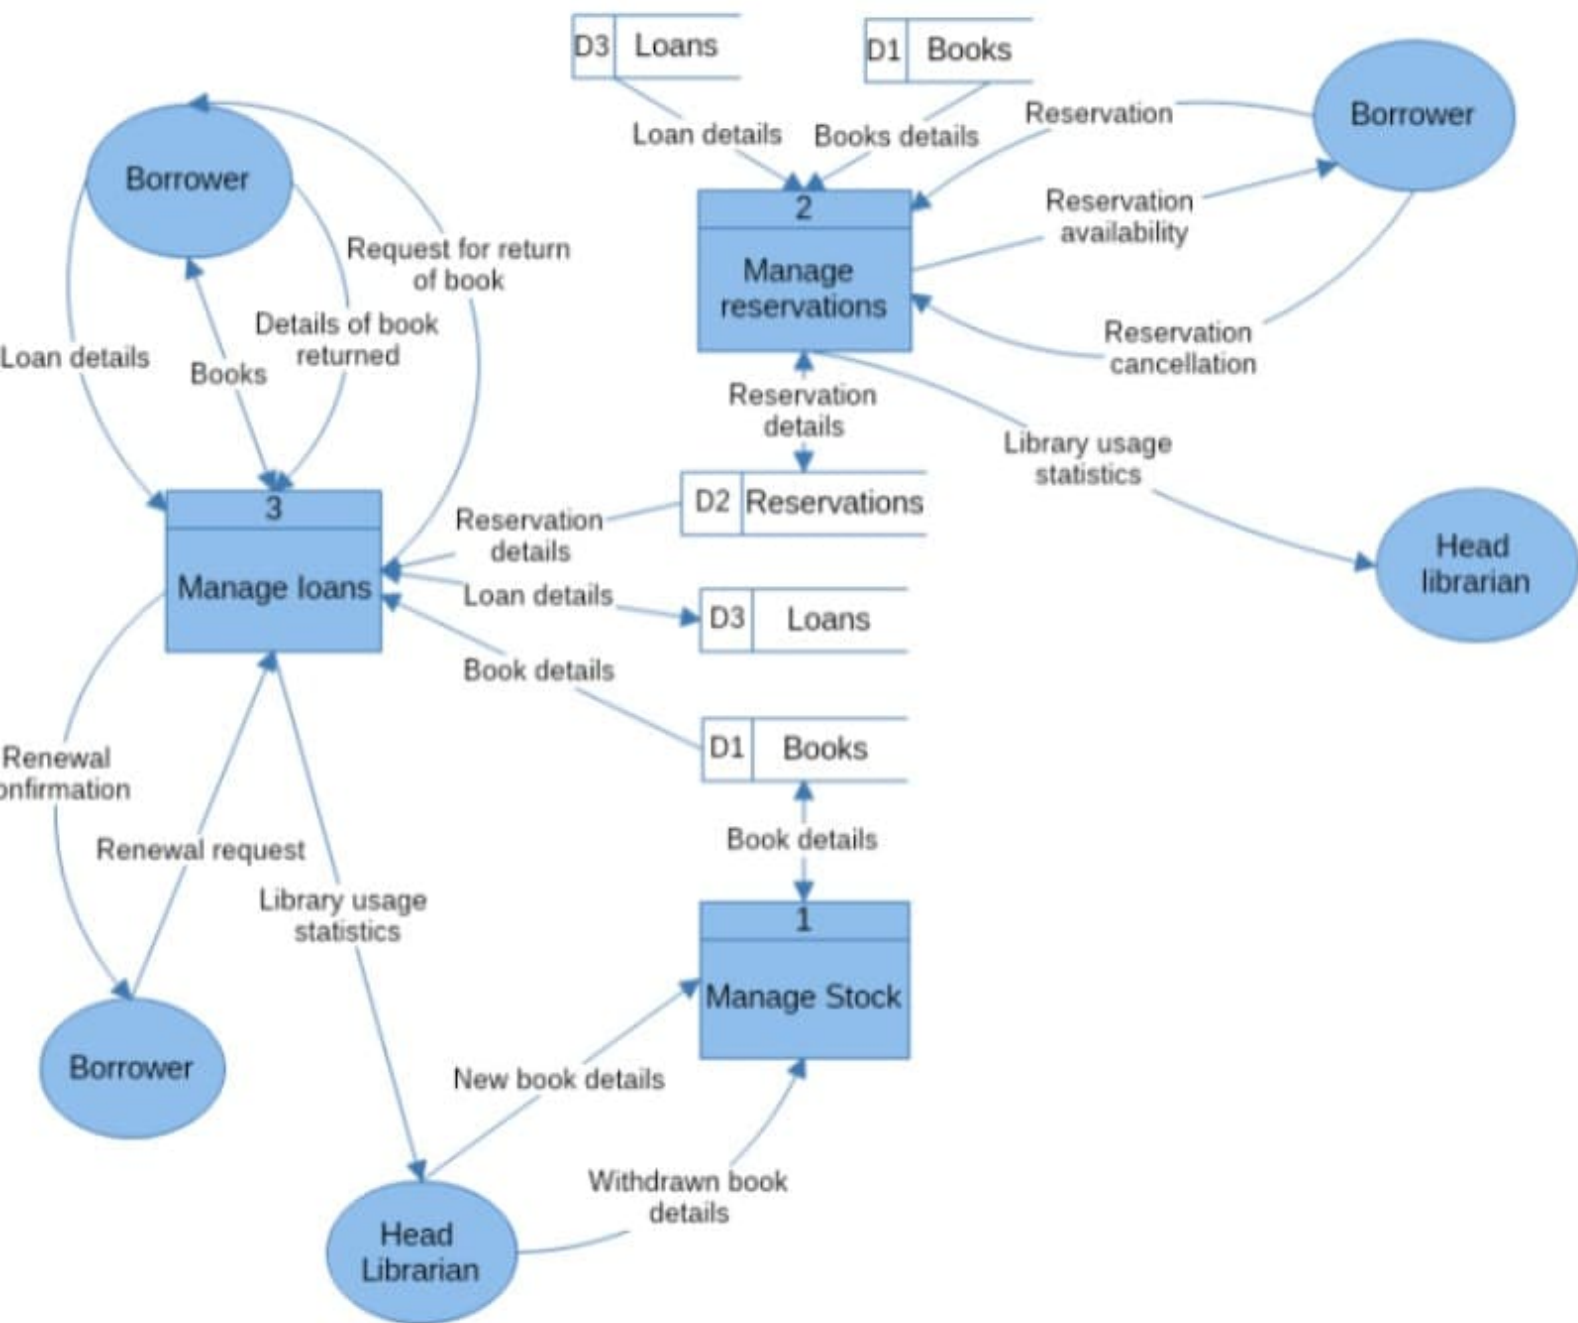 D3 Loans
D1 Books
Borrower
Loan details
Books details
Reservation
2
Manage
reservations
Reservation
availability
Reservation
cancellation
Borrower
Request for return
of book
Details of book
returned
Loan details
Books
Reservation
details
Library usage
statistics
Head
librarian
3
Manage loans
D2 Reservations
Reservation
details
Loan details
D3 Loans
Book details
D1 Books
Renewal
onfirmation
Renewal request
Library usage
statistics
Book details
1
Manage Stock
Borrower
New book details
Withdrawn book
details
Head
Librarian